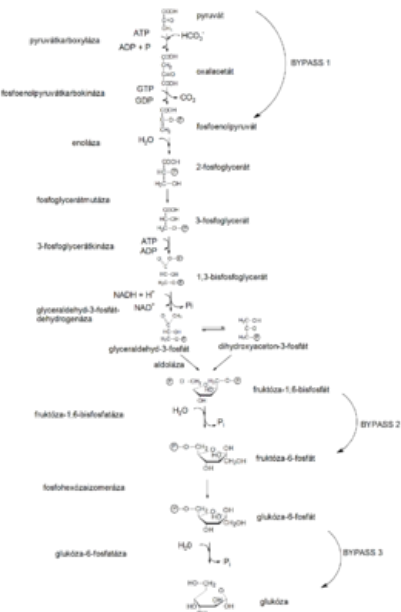 pyruvát
ATP
HCO₃⁻
pyruvátkarboxyláza
ADP + P
BYPASS 1
oxalacetát
GTP
fosfoenolpyruvátkarbokináza
CO₂
GDP
fosfoenolpyruvát
H₂O
enoláza
2-fosfoglycerát
fosfoglycerátmutáza
3-fosfoglycerát
ATP
3-fosfoglycerátkináza
ADP
1,3-bisfosfoglycerát
NADH + H⁺
Pi
NAD⁺
glyceraldehyd-3-fosfát-
dehydrogenáza
glyceraldehyd-3-fosfát
dihydroxyaceton-3-fosfát
aldoláza
fruktóza-1,6-bisfosfát
H₂O
fruktóza-1,6-bisfosfatáza
Pi
BYPASS 2
fruktóza-6-fosfát
fosfohexózaizomeráza
glukóza-6-fosfát
H₂O
glukóza-6-fosfatáza
Pi
BYPASS 3
glukóza